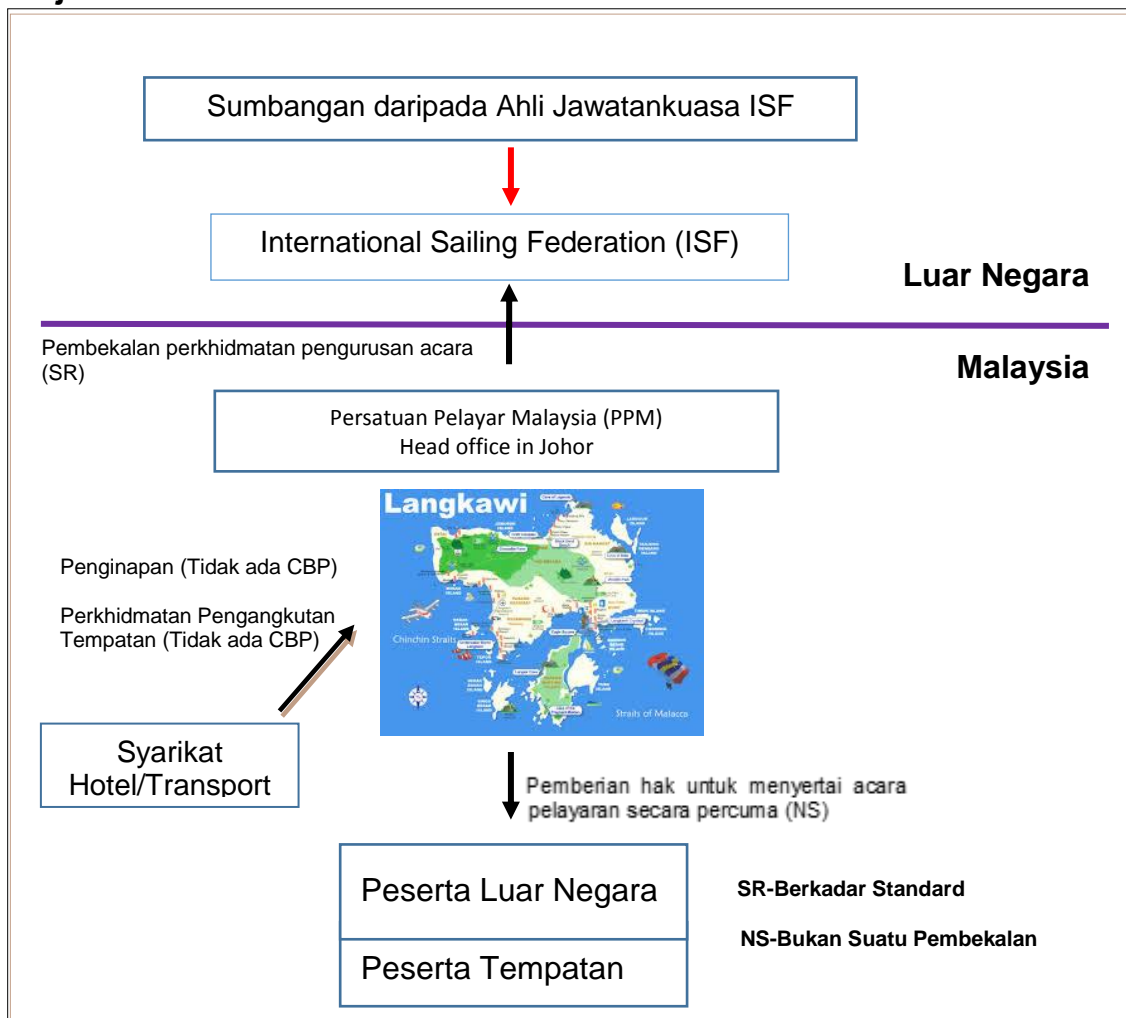 Sumbangan daripada Ahli Jawatankuasa ISF
International Sailing Federation (ISF)
Luar Negara
Pembekalan perkhidmatan pengurusan acara
(SR)
Malaysia
Persatuan Pelayar Malaysia (PPM)
Head office in Johor
Langkawi
Penginapan (Tidak ada CBP)
Perkhidmatan Pengangkutan
Tempatan (Tidak ada CBP)
Chinchin Straits
Straits of Malacca
Syarikat
Hotel/Transport
Pemberian hak untuk menyertai acara
pelayaran secara percuma (NS)
Peserta Luar Negara
SR-Berkadar Standard
NS-Bukan Suatu Pembekalan
Peserta Tempatan